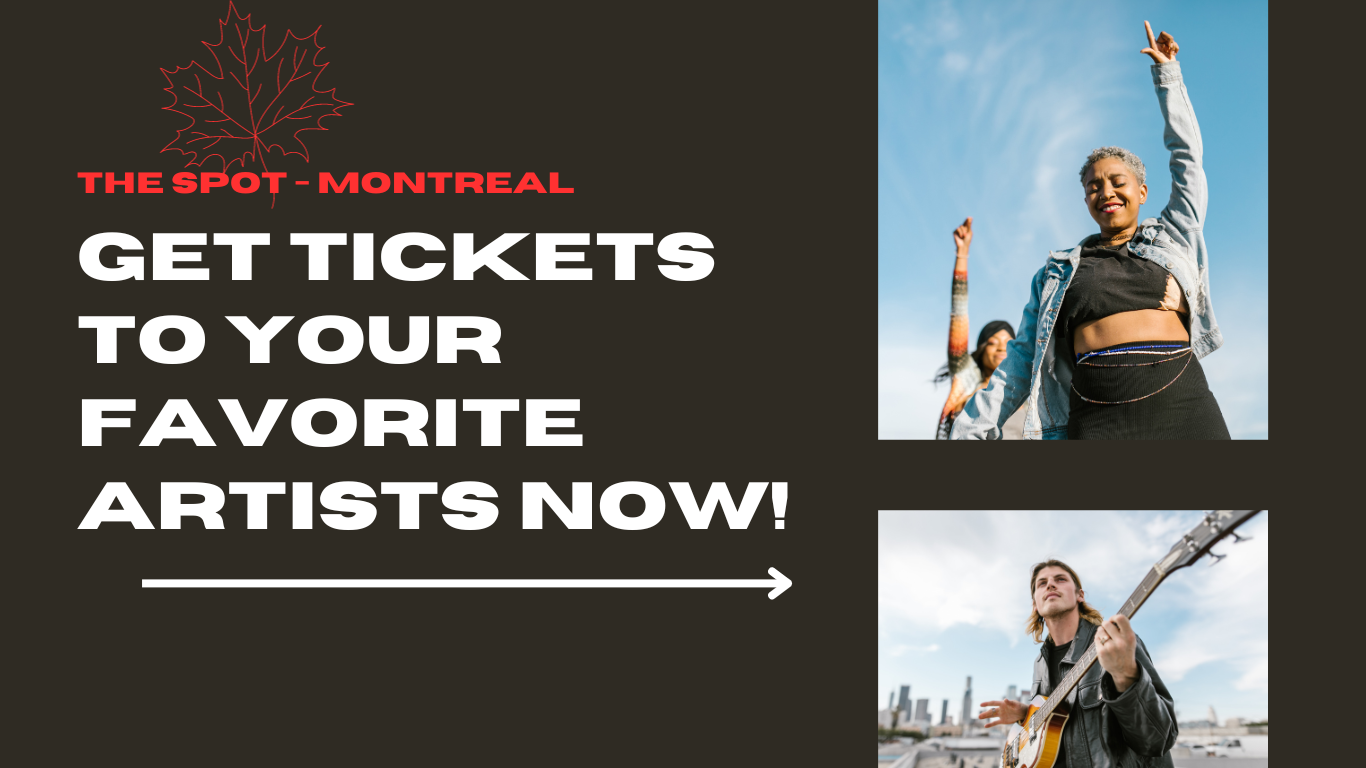 THE SPOT - MONTREAL
GET TICKETS
TO YOUR
FAVORITE
ARTISTS NOW!